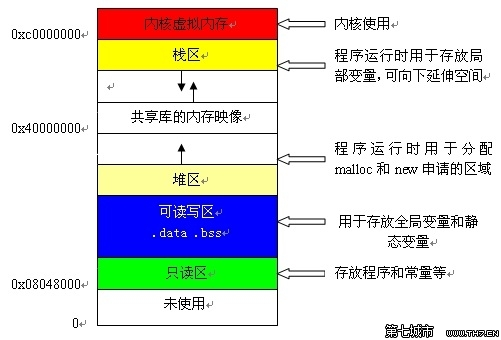 0xc0000000
内核虚拟内存
内核使用
栈区
程序运行时用于存放局
部变量,可向下延伸空间
共享库的内存映像
0x40000000
程序运行时用于分配
malloc 和 new 申请的区域
堆区
可读写区
.data .bss
用于存放全局变量和静
态变量
只读区
存放程序和常量等
0x08048000
未使用
0
第七城市 WWW.TH7.CN